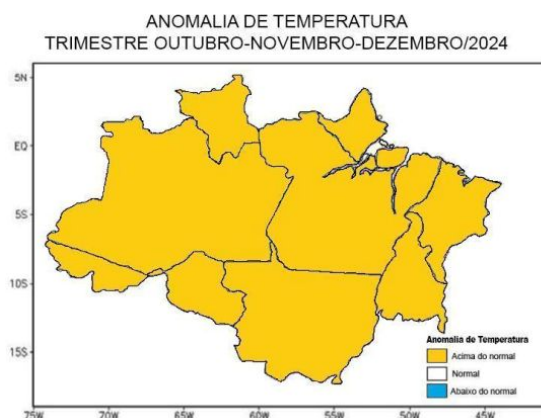 ANOMALIA DE TEMPERATURA
TRIMESTRE OUTUBRO-NOVEMBRO-DEZEMBRO/2024
5N
EQ
5S
10S
15S
75W 70W 65W 60W 55W 50W 45W
Anomalia de Temperatura
Acima do normal
Normal
Abaixo do normal